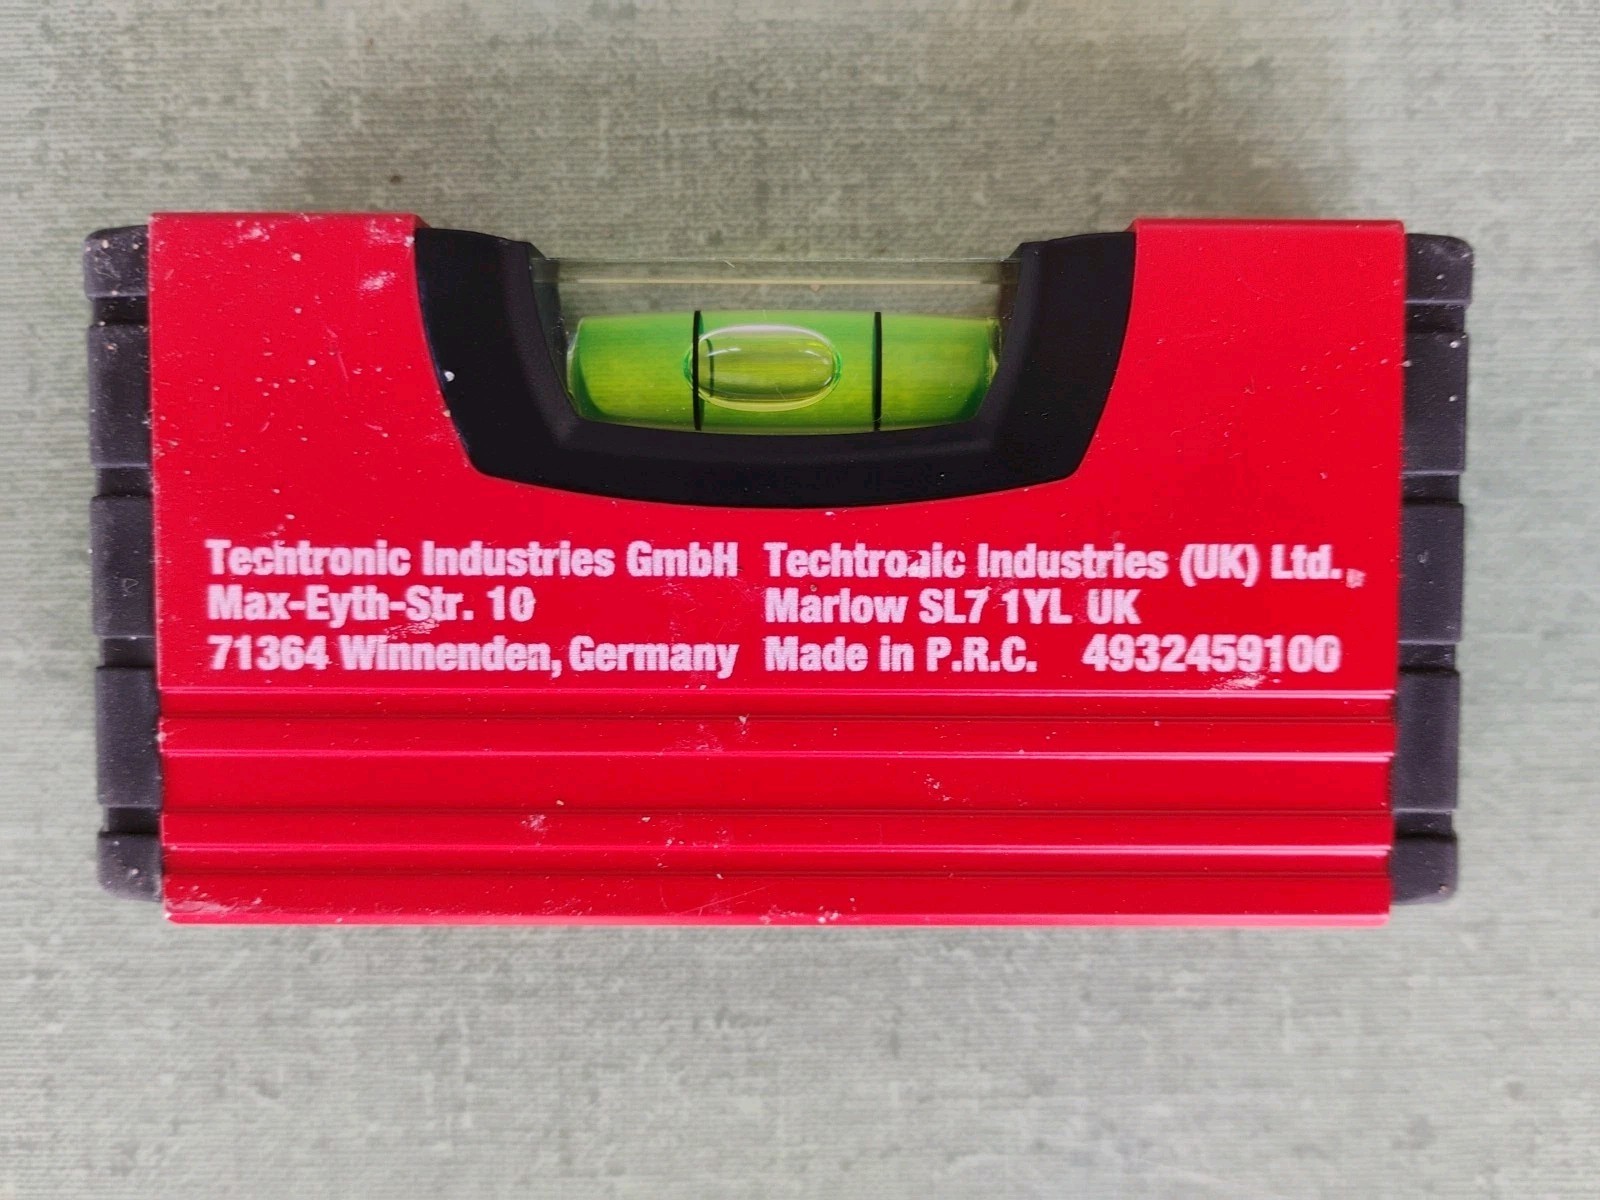 Techtronic Industries GmbH
Max-Eyth-Str. 10
71364 Winnenden, Germany
Techtronic Industries (UK) Ltd.
Marlow SL7 1YL UK
Made in P.R.C. 4932459100